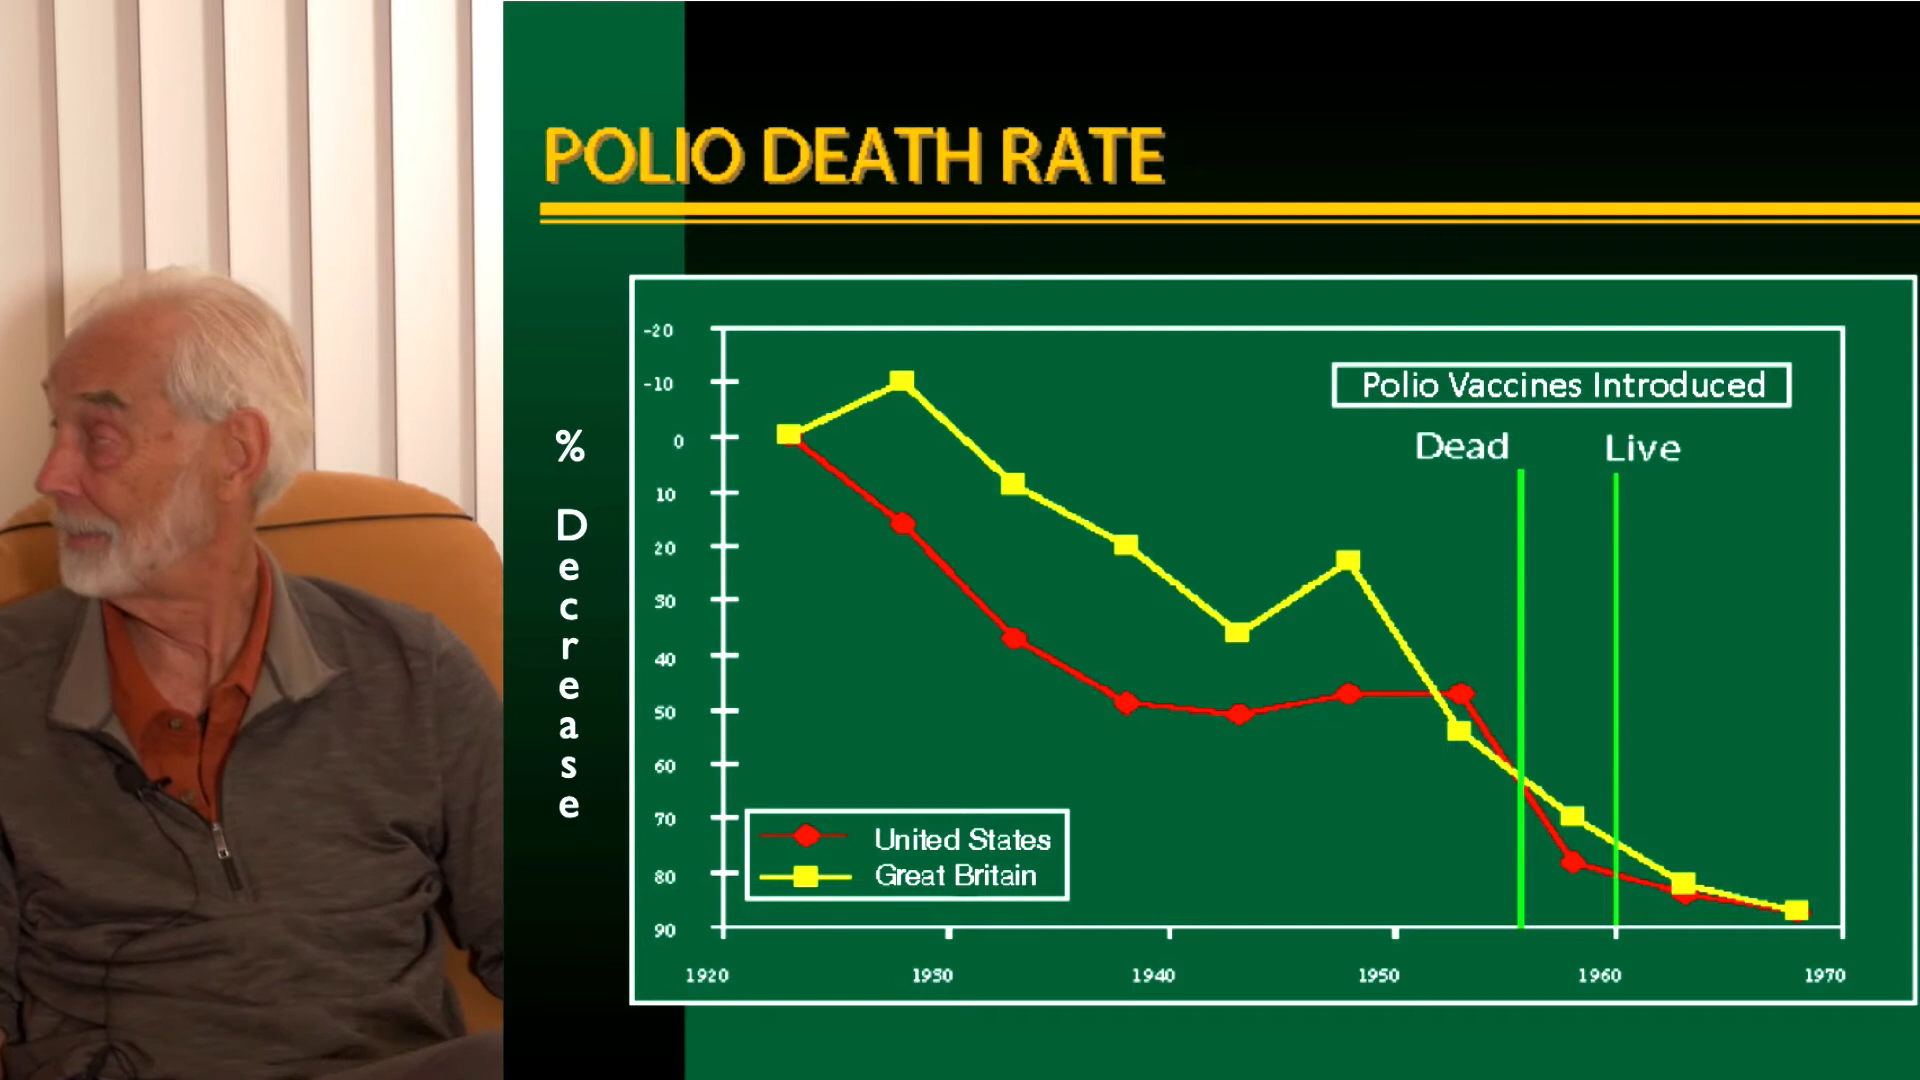 POLIO DEATH RATE
% Decrease
-20
-10
0
10
20
30
40
50
60
70
80
90
Polio Vaccines Introduced
Dead
Live
United States
Great Britain
1920
1930
1940
1950
1960
1970